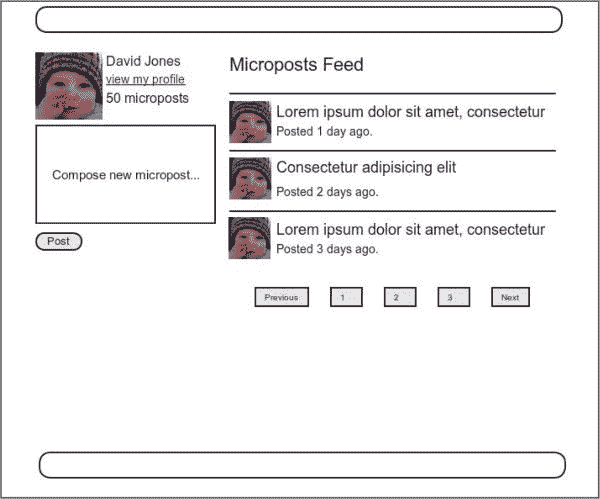 David Jones
view my profile
50 microposts
Compose new micropost...
Post
Microposts Feed
Lorem ipsum dolor sit amet, consectetur
Posted 1 day ago.
Consectetur adipisicing elit
Posted 2 days ago.
Lorem ipsum dolor sit amet, consectetur
Posted 3 days ago.
Previous 1 2 3 Next